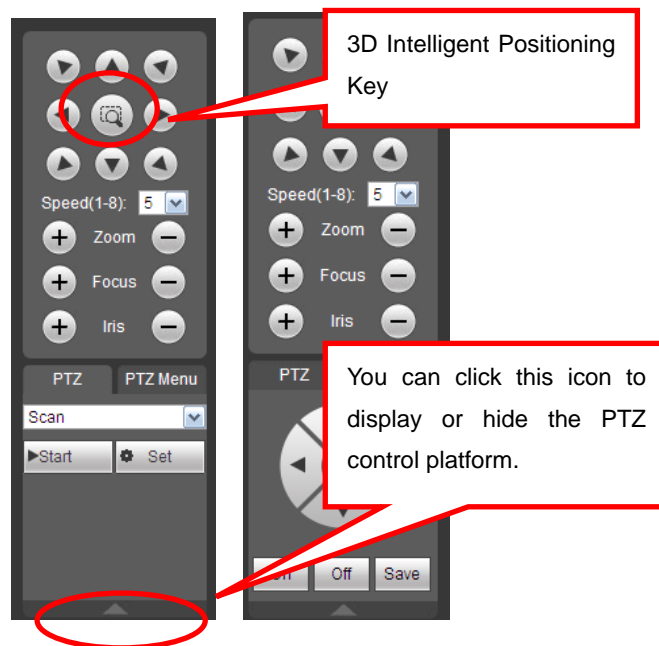 3D Intelligent Positioning
Key
Speed(1-8): 5
Zoom
Focus
Iris
PTZ PTZ Menu
Scan
Start Set
Speed(1-8): 5
Zoom
Focus
Iris
PTZ
You can click this icon to
display or hide the PTZ
control platform.
Off Save